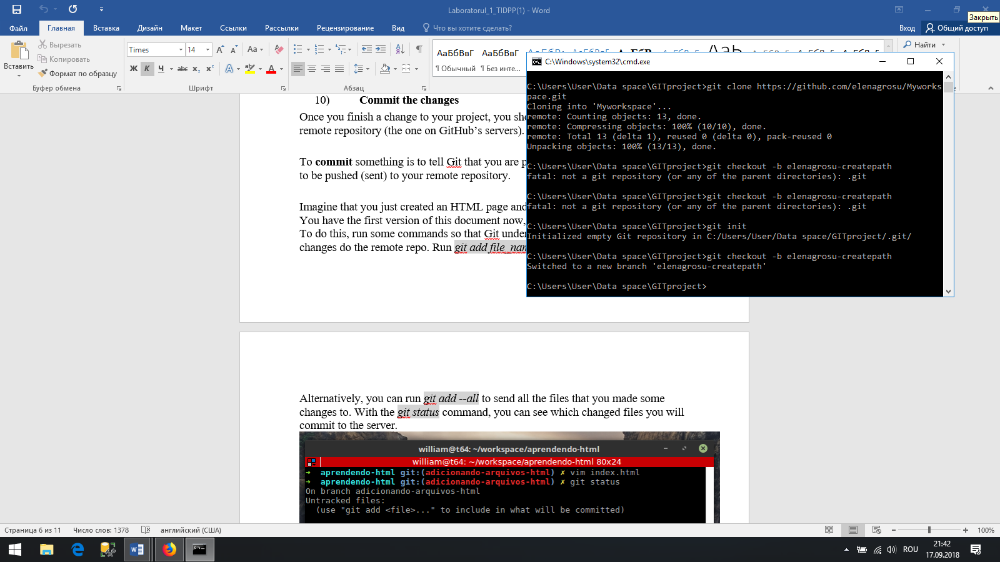 Laboratorul_1_TIDPP(1) - Word
Закрыть
Файл Главная Вставка Дизайн Макет Ссылки Рассылки Рецензирование Вид Что вы хотите сделать? Вход Общий доступ
Вставить
Вырезать
Копировать
Формат по образцу
Буфер обмена
Times 14
Ж К Ч abc x₂ x²
Шрифт
Абзац
АаБбВвГ АаБбВвГ
¶ Обычный ¶ Без инте...
Найти
C:\Windows\system32\cmd.exe
C:\Users\User\Data space\GITproject>git clone https://github.com/elenagrosu/Myworks
pace.git
Cloning into 'Myworkspace'...
remote: Counting objects: 13, done.
remote: Compressing objects: 100% (10/10), done.
remote: Total 13 (delta 1), reused 0 (delta 0), pack-reused 0
Unpacking objects: 100% (13/13), done.
C:\Users\User\Data space\GITproject>git checkout -b elenagrosu-createpath
fatal: not a git repository (or any of the parent directories): .git
C:\Users\User\Data space\GITproject>git checkout -b elenagrosu-createpath
fatal: not a git repository (or any of the parent directories): .git
C:\Users\User\Data space\GITproject>git init
Initialized empty Git repository in C:/Users/User/Data space/GITproject/.git/
C:\Users\User\Data space\GITproject>git checkout -b elenagrosu-createpath
Switched to a new branch 'elenagrosu-createpath'
C:\Users\User\Data space\GITproject>
10) Commit the changes
Once you finish a change to your project, you sho
remote repository (the one on GitHub's servers).
To commit something is to tell Git that you are p
to be pushed (sent) to your remote repository.
Imagine that you just created an HTML page and
You have the first version of this document now,
To do this, run some commands so that Git under
changes do the remote repo. Run git add file_nam
Alternatively, you can run git add --all to send all the files that you made some
changes to. With the git status command, you can see which changed files you will
commit to the server.
william@t64: ~/workspace/aprendendo-html
william@t64: ~/workspace/aprendendo-html 80x24
➜ aprendendo-html git:(adicionando-arquivos-html) ✗ vim index.html
➜ aprendendo-html git:(adicionando-arquivos-html) ✗ git status
On branch adicionando-arquivos-html
Untracked files:
(use "git add <file>..." to include in what will be committed)
Страница 6 из 11 Число слов: 1378 английский (США) 100%
ROU
21:42
17.09.2018